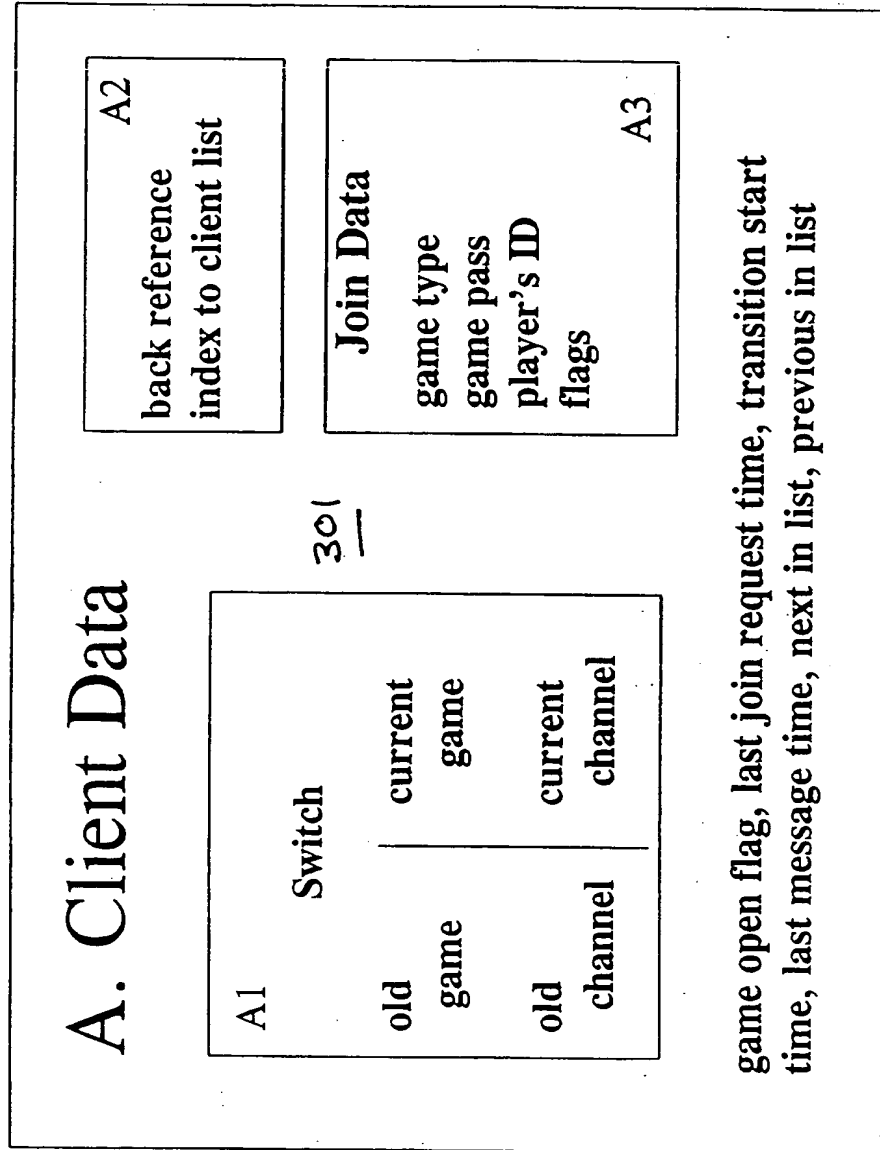 A. Client Data
A1
Switch
old game
current game
old channel
current channel
301
A2
back reference
index to client list
Join Data
game type
game pass
player's ID
flags
A3
game open flag, last join request time, transition start
time, last message time, next in list, previous in list